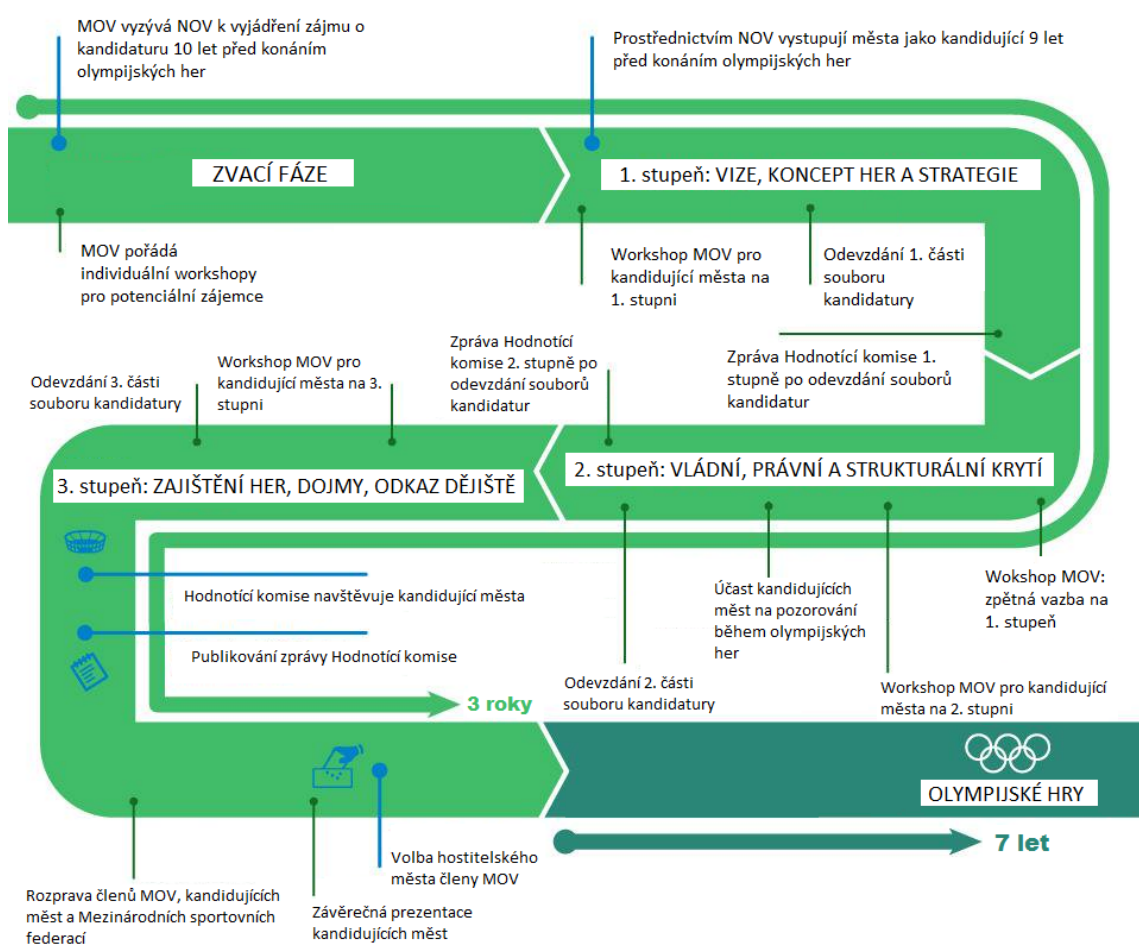 MOV vyzývá NOV k vyjádření zájmu o
kandidaturu 10 let před konáním
olympijských her
Prostřednictvím NOV vystupují města jako kandidující 9 let
před konáním olympijských her
ZVACÍ FÁZE
1. stupeň: VIZE, KONCEPT HER A STRATEGIE
MOV pořádá
individuální workshopy
pro potenciální zájemce
Workshop MOV pro
kandidující města na
1. stupni
Odevzdání 1. části
souboru
kandidatury
Zpráva Hodnotící komise 1.
stupně po odevzdání souborů
kandidatur
Zpráva Hodnotící
komise 2. stupně po
odevzdání souborů
kandidatur
Workshop MOV pro
kandidující města na 3.
stupni
Odevzdání 3. části
souboru kandidatury
2. stupeň: VLÁDNÍ, PRÁVNÍ A STRUKTURÁLNÍ KRYTÍ
3. stupeň: ZAJIŠTĚNÍ HER, DOJMY, ODKAZ DĚJIŠTĚ
Wokshop MOV:
zpětná vazba na
1. stupeň
Workshop MOV pro kandidující
města na 2. stupni
Účast kandidujících
měst na pozorování
během olympijských
her
Odevzdání 2. části
souboru kandidatury
Hodnotící komise navštěvuje kandidující města
Publikování zprávy Hodnotící komise
3 roky
OLYMPIJSKÉ HRY
7 let
Rozprava členů MOV, kandidujících
měst a Mezinárodních sportovních
federací
Závěrečná prezentace
kandidujících měst
Volba hostitelského
města členy MOV